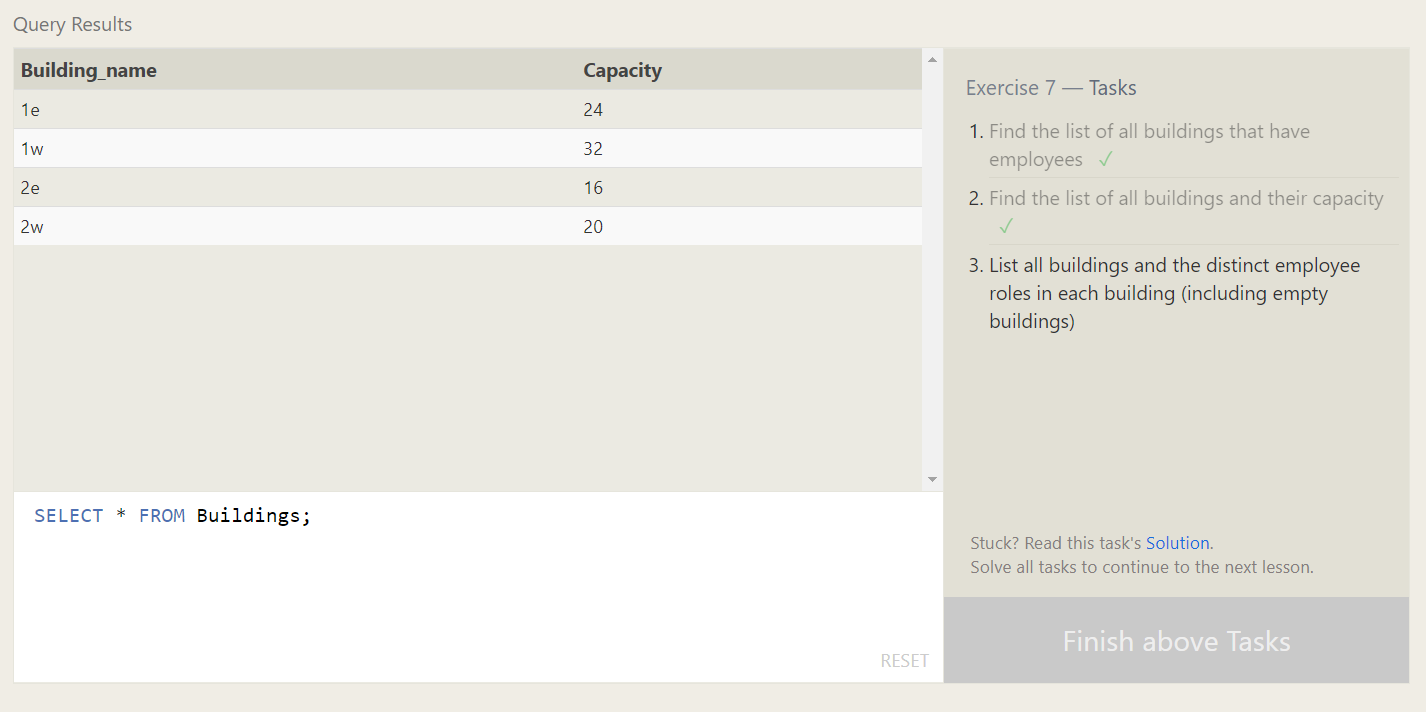 Query Results
Building_name Capacity
1e 24
1w 32
2e 16
2w 20
SELECT * FROM Buildings;
RESET
Exercise 7 — Tasks
1. Find the list of all buildings that have
employees ✓
2. Find the list of all buildings and their capacity
✓
3. List all buildings and the distinct employee
roles in each building (including empty
buildings)
Stuck? Read this task's Solution.
Solve all tasks to continue to the next lesson.
Finish above Tasks